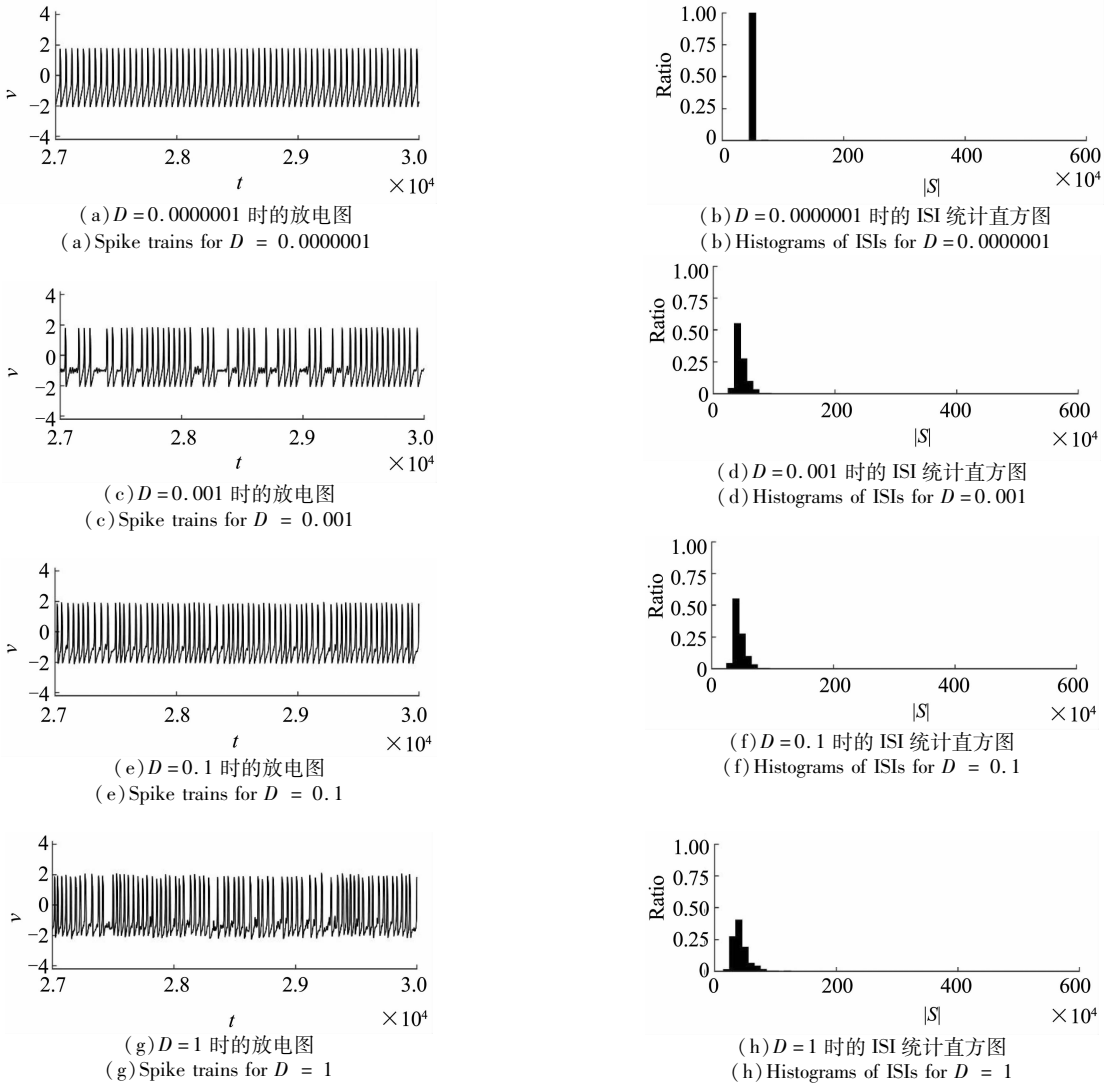 4
2
0
−2
−4
v
2.7
2.8
2.9
3.0
t
×10⁴
(a)D=0.0000001 时的放电图
(a)Spike trains for D = 0.0000001
1.00
0.75
0.50
0.25
0
Ratio
0
200
400
600
|S|
×10⁴
(b)D=0.0000001 时的 ISI 统计直方图
(b)Histograms of ISIs for D=0.0000001
4
2
0
−2
−4
v
2.7
2.8
2.9
3.0
t
×10⁴
(c)D=0.001 时的放电图
(c)Spike trains for D = 0.001
1.00
0.75
0.50
0.25
0
Ratio
0
200
400
600
|S|
×10⁴
(d)D=0.001 时的 ISI 统计直方图
(d)Histograms of ISIs for D=0.001
4
2
0
−2
−4
v
2.7
2.8
2.9
3.0
t
×10⁴
(e)D=0.1 时的放电图
(e)Spike trains for D = 0.1
1.00
0.75
0.50
0.25
0
Ratio
0
200
400
600
|S|
×10⁴
(f)D=0.1 时的 ISI 统计直方图
(f)Histograms of ISIs for D = 0.1
4
2
0
−2
−4
v
2.7
2.8
2.9
3.0
t
×10⁴
(g)D=1 时的放电图
(g)Spike trains for D = 1
1.00
0.75
0.50
0.25
0
Ratio
0
200
400
600
|S|
×10⁴
(h)D=1 时的 ISI 统计直方图
(h)Histograms of ISIs for D = 1